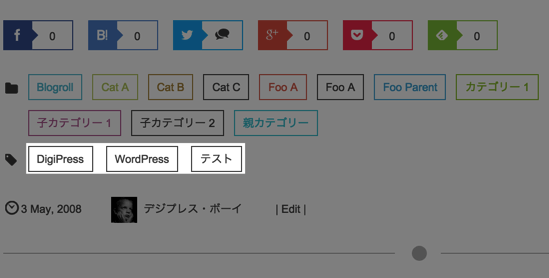 f 0 B! 0 g+ 0 0 0
Blogroll Cat A Cat B Cat C Foo A Foo A Foo Parent カテゴリー 1
子カテゴリー 1 子カテゴリー 2 親カテゴリー
DigiPress WordPress テスト
3 May, 2008 デジプレス・ボーイ | Edit |